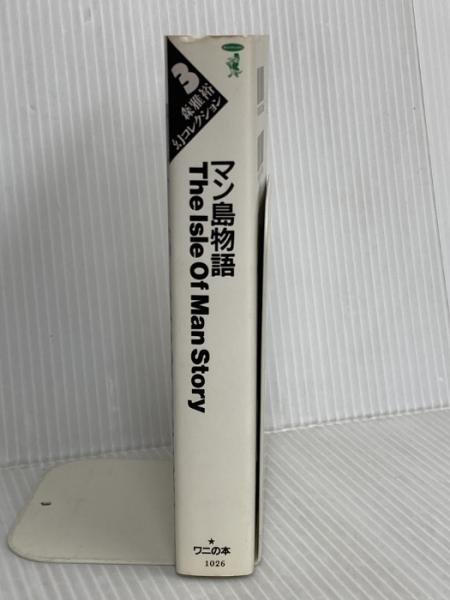 3
森雅裕
幻コレクション
マン島物語
The Isle Of Man Story
★
ワニの本
1026